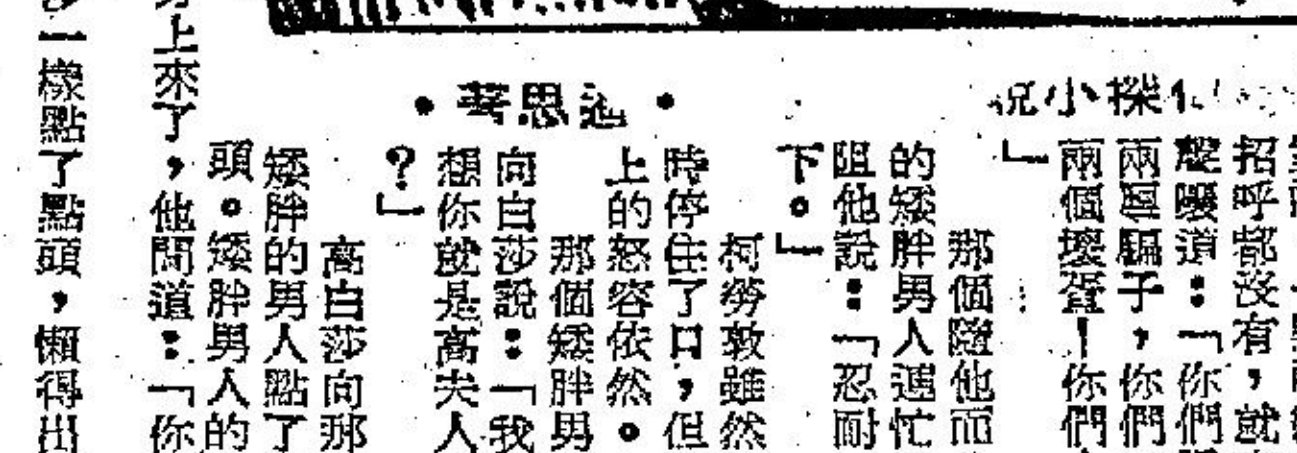 偵探小說
進思著
招呼都沒有，就
聲嚷道：「你們
兩專騙子，你們
兩個壞蛋！你們
」
那個隨他而
的矮胖男人連忙
阻他說：「忍耐
下。」
柯勞敦雖然
時停住了口，但
上的怒容依然。
那個矮胖男
向白莎說：「我
想你就是高夫人
？」
高白莎向那
矮胖的男人點了
頭。矮胖男人的
上來了，他問道：「你
一樣點了點頭，懶得出